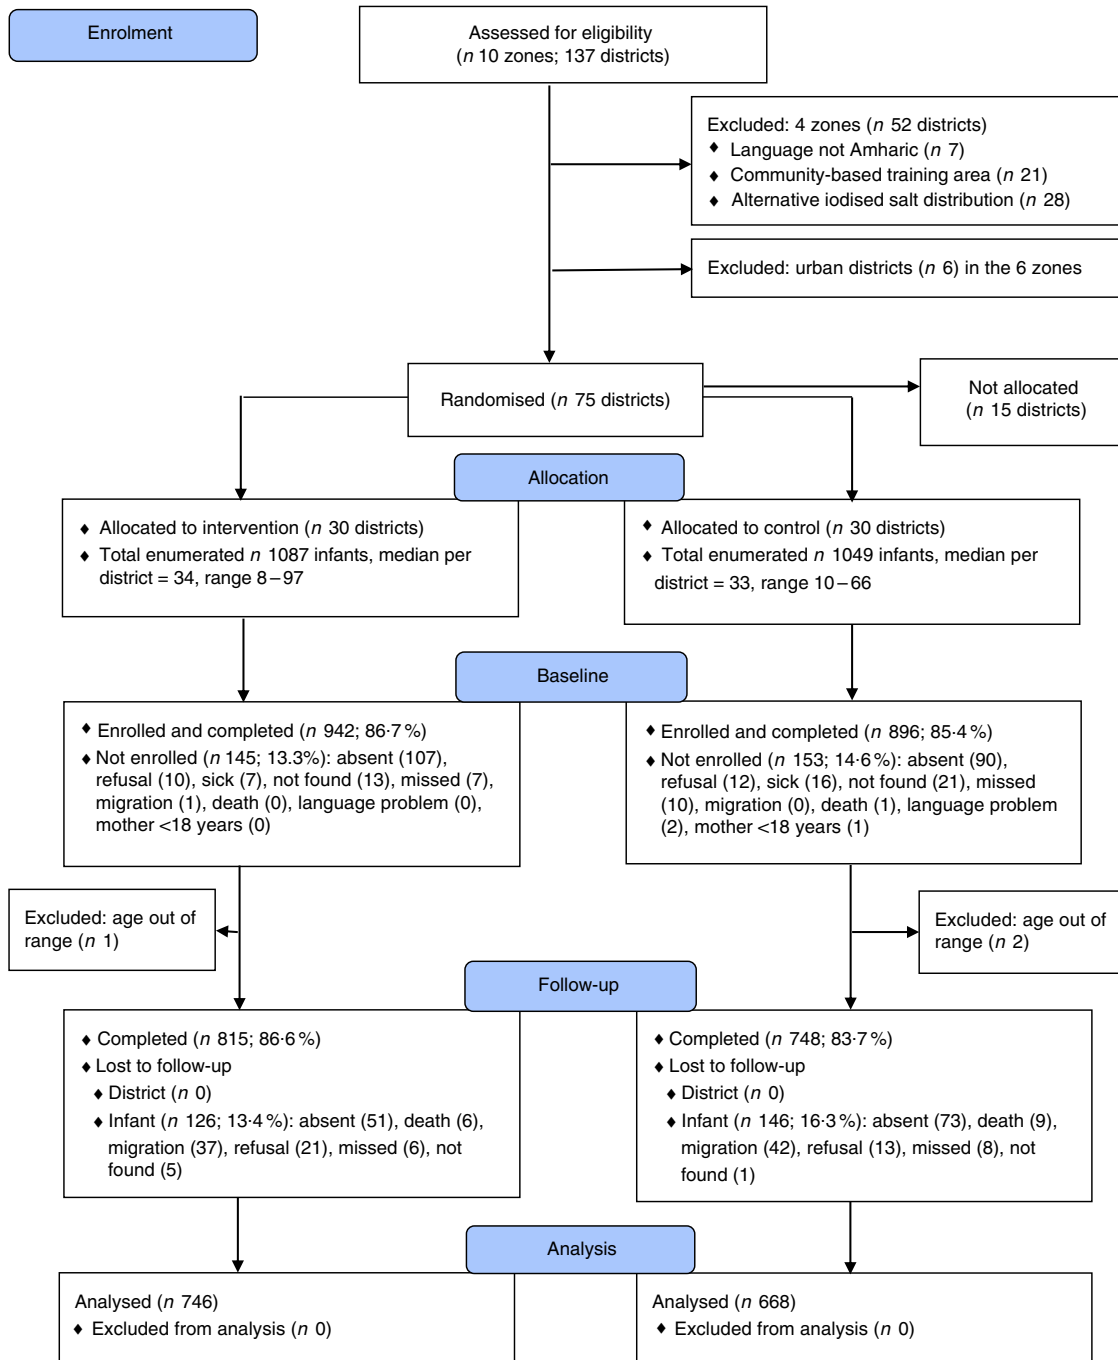 Enrolment
Assessed for eligibility
(n 10 zones; 137 districts)
Excluded: 4 zones (n 52 districts)
♦ Language not Amharic (n 7)
♦ Community-based training area (n 21)
♦ Alternative iodised salt distribution (n 28)
Excluded: urban districts (n 6) in the 6 zones
Randomised (n 75 districts)
Not allocated
(n 15 districts)
Allocation
♦ Allocated to intervention (n 30 districts)
♦ Total enumerated n 1087 infants, median per
district = 34, range 8–97
♦ Allocated to control (n 30 districts)
♦ Total enumerated n 1049 infants, median per
district = 33, range 10–66
Baseline
♦ Enrolled and completed (n 942; 86·7 %)
♦ Not enrolled (n 145; 13.3%): absent (107),
refusal (10), sick (7), not found (13), missed (7),
migration (1), death (0), language problem (0),
mother <18 years (0)
♦ Enrolled and completed (n 896; 85·4 %)
♦ Not enrolled (n 153; 14·6 %): absent (90),
refusal (12), sick (16), not found (21), missed
(10), migration (0), death (1), language problem
(2), mother <18 years (1)
Excluded: age out of
range (n 1)
Excluded: age out of
range (n 2)
Follow-up
♦ Completed (n 815; 86·6 %)
♦ Lost to follow-up
♦ District (n 0)
♦ Infant (n 126; 13·4 %): absent (51), death (6),
migration (37), refusal (21), missed (6), not
found (5)
♦ Completed (n 748; 83·7 %)
♦ Lost to follow-up
♦ District (n 0)
♦ Infant (n 146; 16·3 %): absent (73), death (9),
migration (42), refusal (13), missed (8), not
found (1)
Analysis
Analysed (n 746)
♦ Excluded from analysis (n 0)
Analysed (n 668)
♦ Excluded from analysis (n 0)